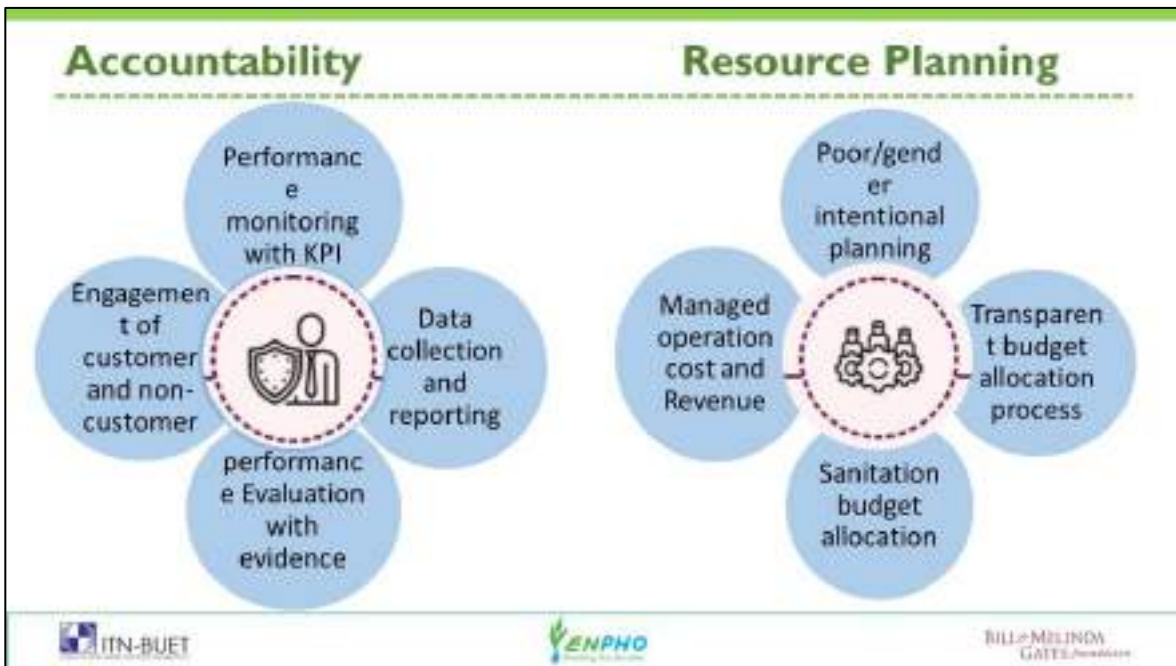 Accountability
Resource Planning
Performanc
e
monitoring
with KPI
Engagemen
t of
customer
and non-
customer
Data
collection
and
reporting
performanc
e Evaluation
with
evidence
Poor/gend
er
intentional
planning
Managed
operation
cost and
Revenue
Transparen
t budget
allocation
process
Sanitation
budget
allocation
ITN-BUET
ENPHO
BILL & MELINDA
GATES foundation